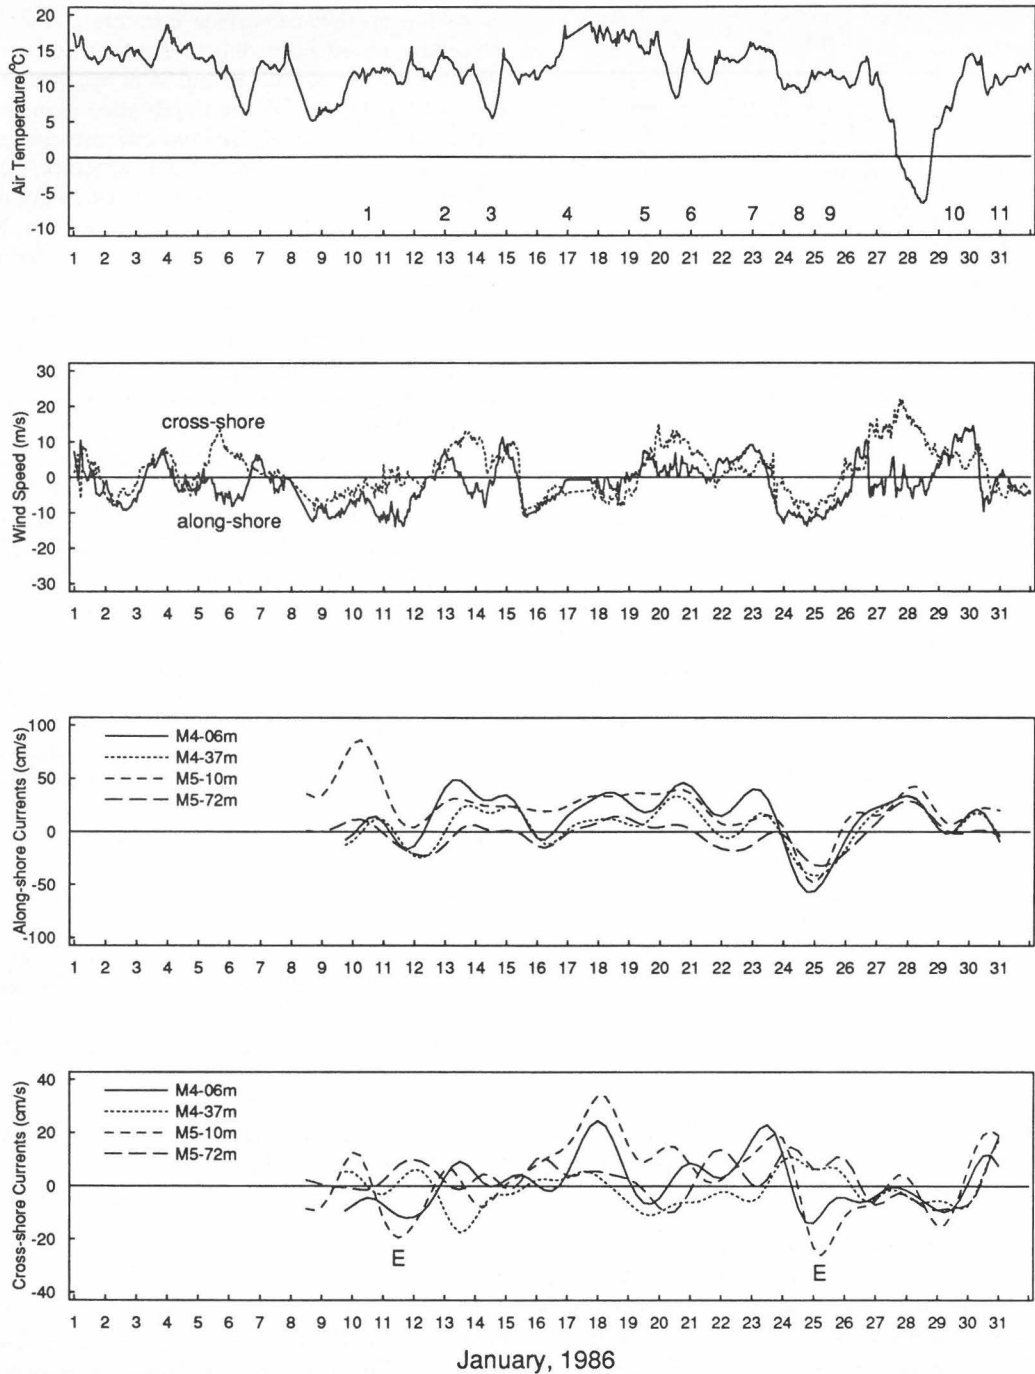 Air Temperature(°C)
20
15
10
5
0
-5
-10
1 2 3 4 5 6 7 8 9 10 11
1 2 3 4 5 6 7 8 9 10 11 12 13 14 15 16 17 18 19 20 21 22 23 24 25 26 27 28 29 30 31
Wind Speed (m/s)
30
20
10
0
-10
-20
-30
cross-shore
along-shore
1 2 3 4 5 6 7 8 9 10 11 12 13 14 15 16 17 18 19 20 21 22 23 24 25 26 27 28 29 30 31
Along-shore Currents (cm/s)
100
50
0
-50
-100
M4-06m
M4-37m
M5-10m
M5-72m
1 2 3 4 5 6 7 8 9 10 11 12 13 14 15 16 17 18 19 20 21 22 23 24 25 26 27 28 29 30 31
Cross-shore Currents (cm/s)
40
20
0
-20
-40
M4-06m
M4-37m
M5-10m
M5-72m
E
E
1 2 3 4 5 6 7 8 9 10 11 12 13 14 15 16 17 18 19 20 21 22 23 24 25 26 27 28 29 30 31
January, 1986